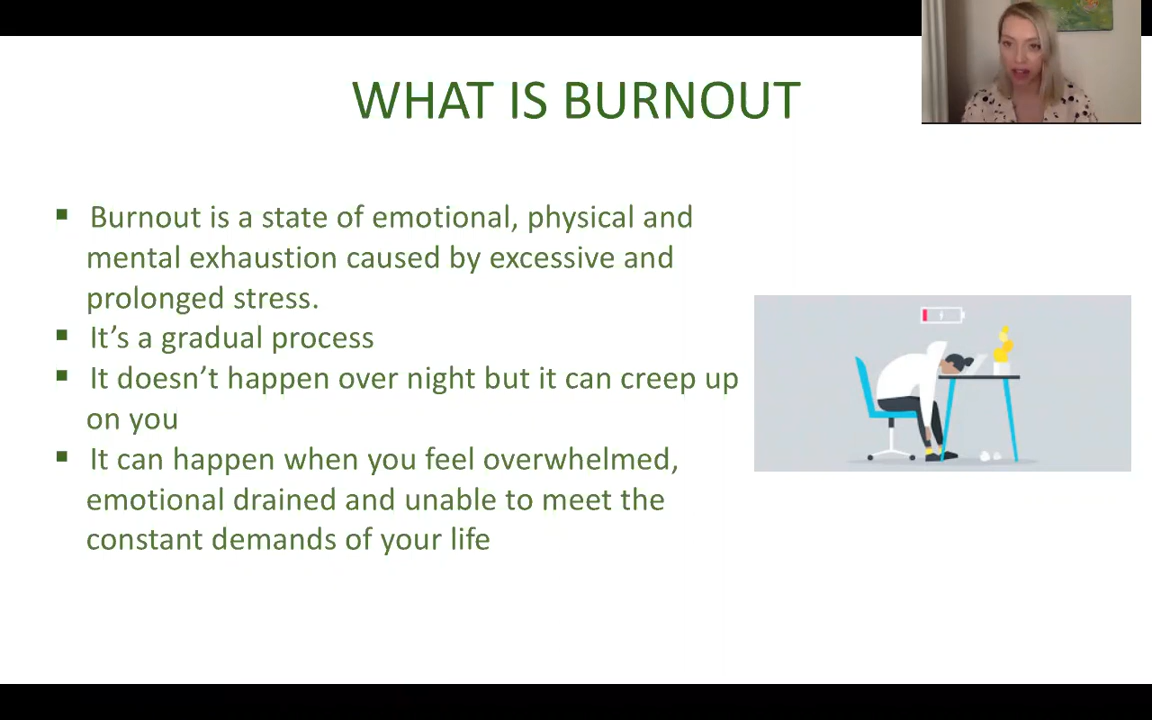 WHAT IS BURNOUT
▪ Burnout is a state of emotional, physical and
mental exhaustion caused by excessive and
prolonged stress.
▪ It’s a gradual process
▪ It doesn’t happen over night but it can creep up
on you
▪ It can happen when you feel overwhelmed,
emotional drained and unable to meet the
constant demands of your life